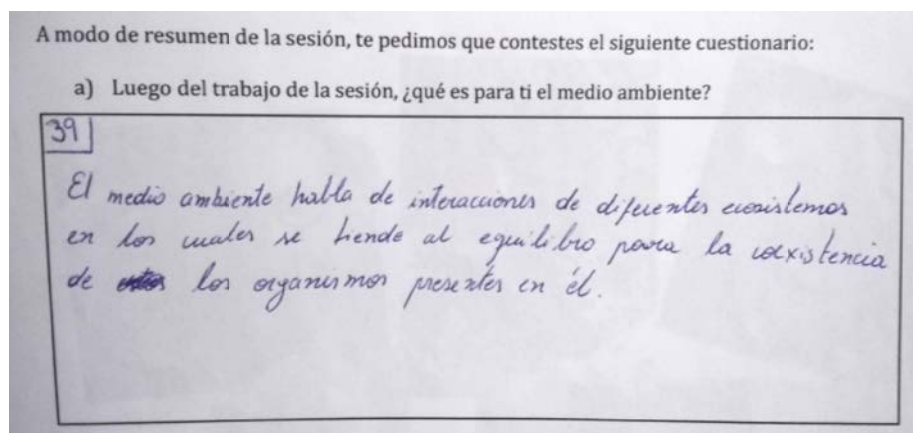 A modo de resumen de la sesión, te pedimos que contestes el siguiente cuestionario:
a) Luego del trabajo de la sesión, ¿qué es para ti el medio ambiente?
39
El medio ambiente habla de interacciones de diferentes ecosistemas
en los cuales se tiende al equilibrio para la coexistencia
de los organismos presentes en él.